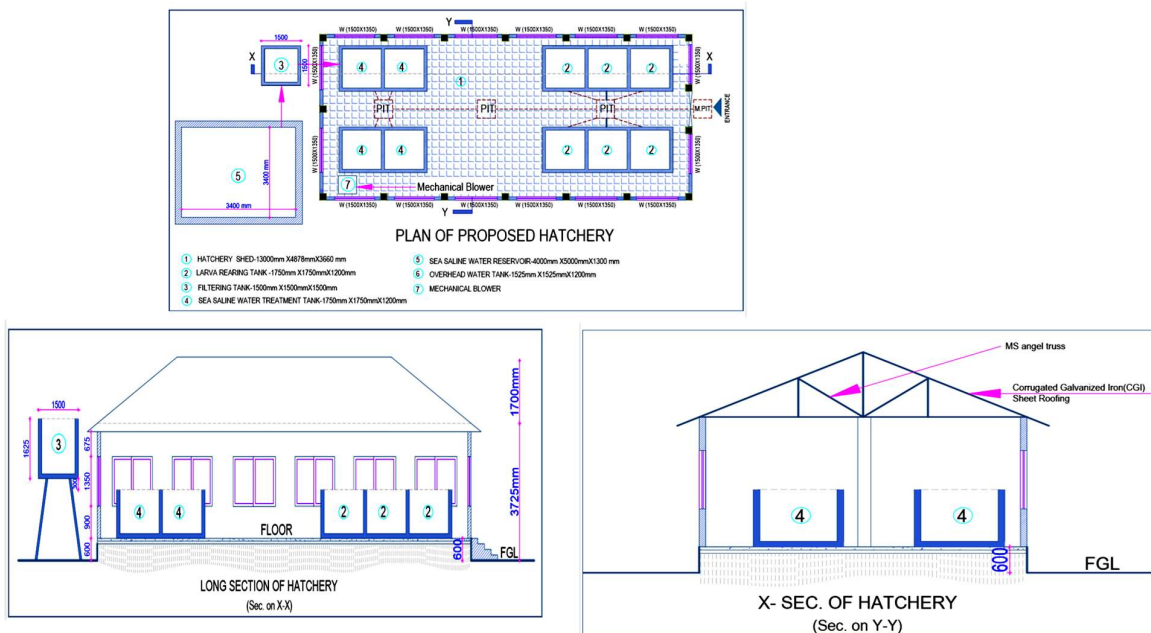 Y
W (1500X1350) W (1500X1350) W (1500X1350) W (1500X1350) W (1500X1350)
1500
X
3
1500
W (1500X1350)
4 4
1
2 2 2
W (1500X1350)
X
PIT PIT PIT M.PIT
ENTRANCE
5
3400 mm
3400 mm
W (1500X1350)
4 4
2 2 2
W (1500X1350)
7
Mechanical Blower
W (1500X1350) W (1500X1350) W (1500X1350) W (1500X1350) W (1500X1350) W (1500X1350)
Y
PLAN OF PROPOSED HATCHERY
1 HATCHERY SHED-13000mm X4878mmX3660 mm
2 LARVA REARING TANK -1750mm X1750mmX1200mm
3 FILTERING TANK-1500mm X1500mmX1500mm
4 SEA SALINE WATER TREATMENT TANK-1750mm X1750mmX1200mm
5 SEA SALINE WATER RESERVOIR-4000mm X5000mmX1300 mm
6 OVERHEAD WATER TANK-1525mm X1525mmX1200mm
7 MECHANICAL BLOWER
1500
3
1625
675
1350
900
600
4 4
2 2 2
FLOOR
1700mm
3725mm
600
FGL
LONG SECTION OF HATCHERY
(Sec. on X-X)
MS angel truss
Corrugated Galvanized Iron(CGI)
Sheet Roofing
4 4
600
FGL
X- SEC. OF HATCHERY
(Sec. on Y-Y)